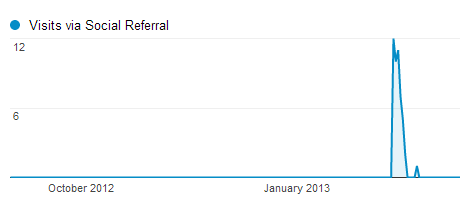 Visits via Social Referral
12
6
October 2012
January 2013